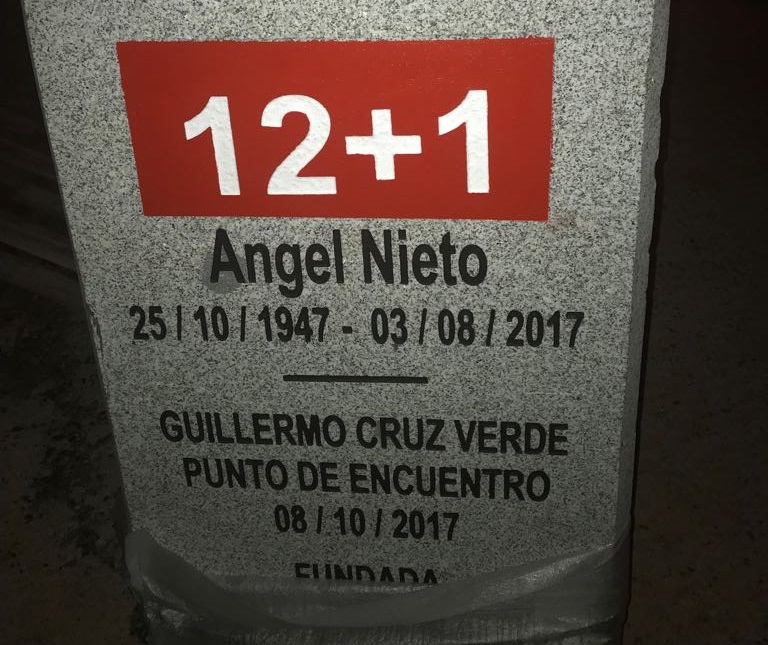 12+1
Angel Nieto
25 / 10 / 1947 - 03 / 08 / 2017
GUILLERMO CRUZ VERDE
PUNTO DE ENCUENTRO
08 / 10 / 2017
FUNDADA